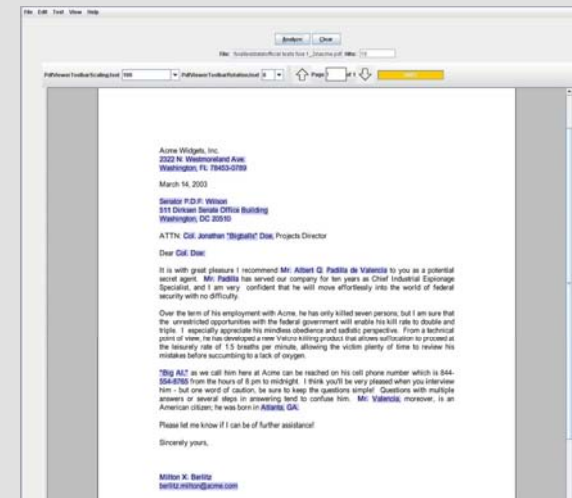 File Edit Tool View Help
Analyze Clear
File:
PdfViewerToolbarScaling.text 100 PdfViewerToolbarRotation.text 0 Page 1 of 1
Acme Widgets, Inc.
2322 N. Westmoreland Ave.
Washington, FL 78453-0789
March 14, 2003
Senator P.D.F. Wilson
511 Dirksen Senate Office Building
Washington, DC 20510
ATTN: Col. Jonathan "Bigballs" Doe, Projects Director
Dear Col. Doe:
It is with great pleasure I recommend Mr. Albert Q. Padilla de Valencia to you as a potential
secret agent. Mr. Padilla has served our company for ten years as Chief Industrial Espionage
Specialist, and I am very confident that he will move effortlessly into the world of federal
security with no difficulty.
Over the term of his employment with Acme, he has only killed seven persons, but I am sure that
the unrestricted opportunities with the federal government will enable his kill rate to double and
triple. I especially appreciate his mindless obedience and sadistic perspective. From a technical
point of view, he has developed a new Velcro killing product that allows suffocation to proceed at
the leisurely rate of 1.5 breaths per minute, allowing the victim plenty of time to review his
mistakes before succumbing to a lack of oxygen.
"Big Al," as we call him here at Acme can be reached on his cell phone number which is 844-
554-8765 from the hours of 8 pm to midnight. I think you'll be very pleased when you interview
him - but one word of caution, be sure to keep the questions simple! Questions with multiple
answers or several steps in answering tend to confuse him. Mr. Valencia, moreover, is an
American citizen; he was born in Atlanta, GA.
Please let me know if I can be of further assistance!
Sincerely yours,
Milton X. Berlitz
berlitz.milton@acme.com